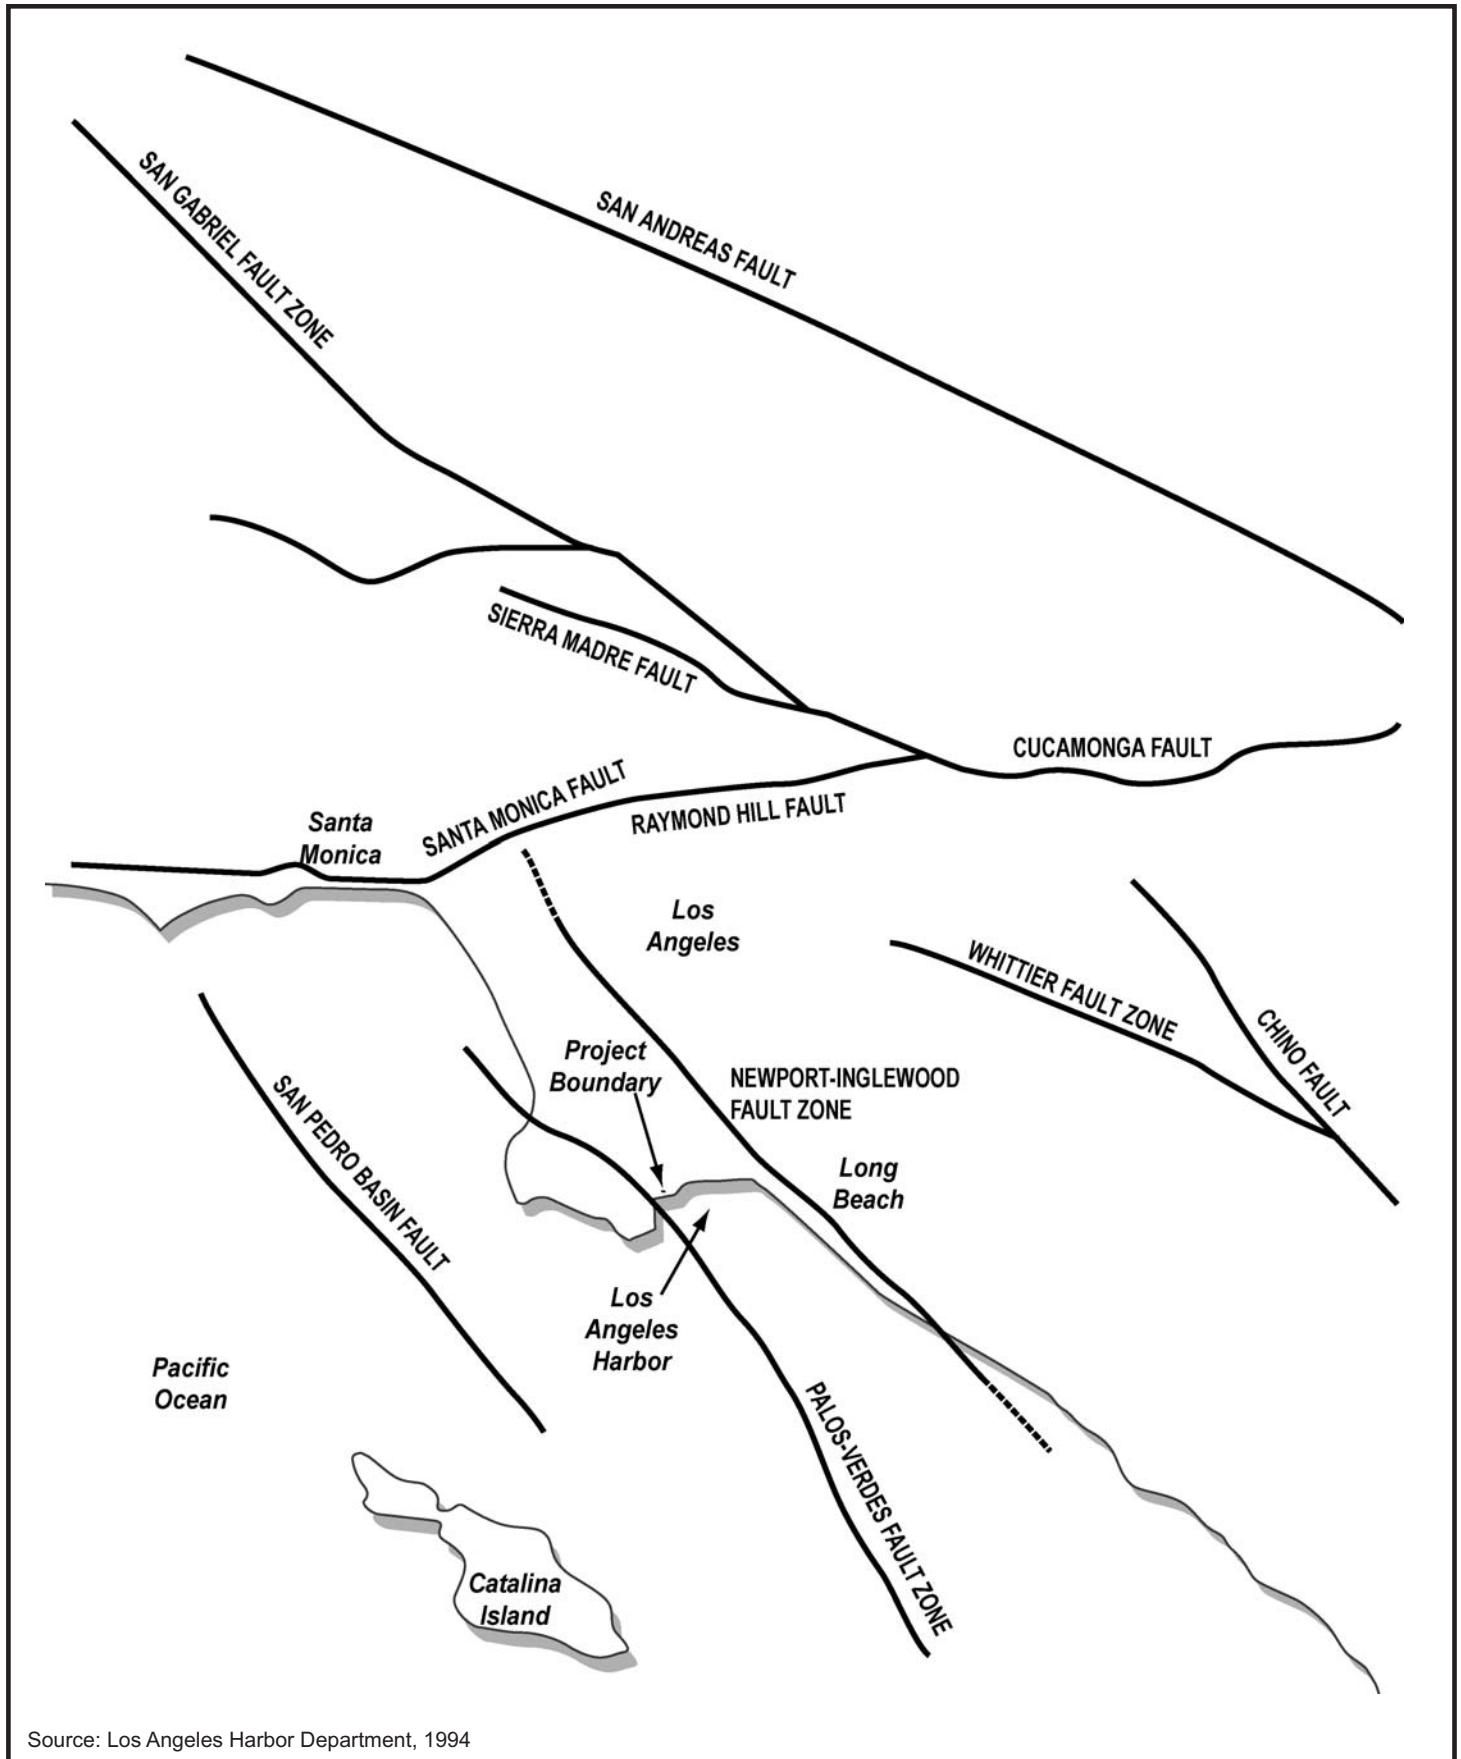 SAN GABRIEL FAULT ZONE
SAN ANDREAS FAULT
SIERRA MADRE FAULT
CUCAMONGA FAULT
SANTA MONICA FAULT
RAYMOND HILL FAULT
Santa
Monica
Los
Angeles
WHITTIER FAULT ZONE
CHINO FAULT
Project
Boundary
NEWPORT-INGLEWOOD
FAULT ZONE
SAN PEDRO BASIN FAULT
Long
Beach
Los
Angeles
Harbor
Pacific
Ocean
PALOS-VERDES FAULT ZONE
Catalina
Island
Source: Los Angeles Harbor Department, 1994